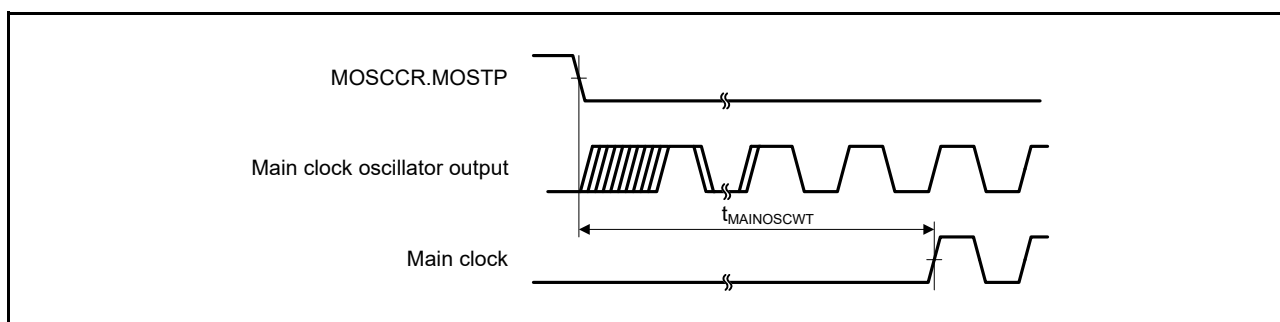 MOSCCR.MOSTP
Main clock oscillator output
tMAINOSCWT
Main clock